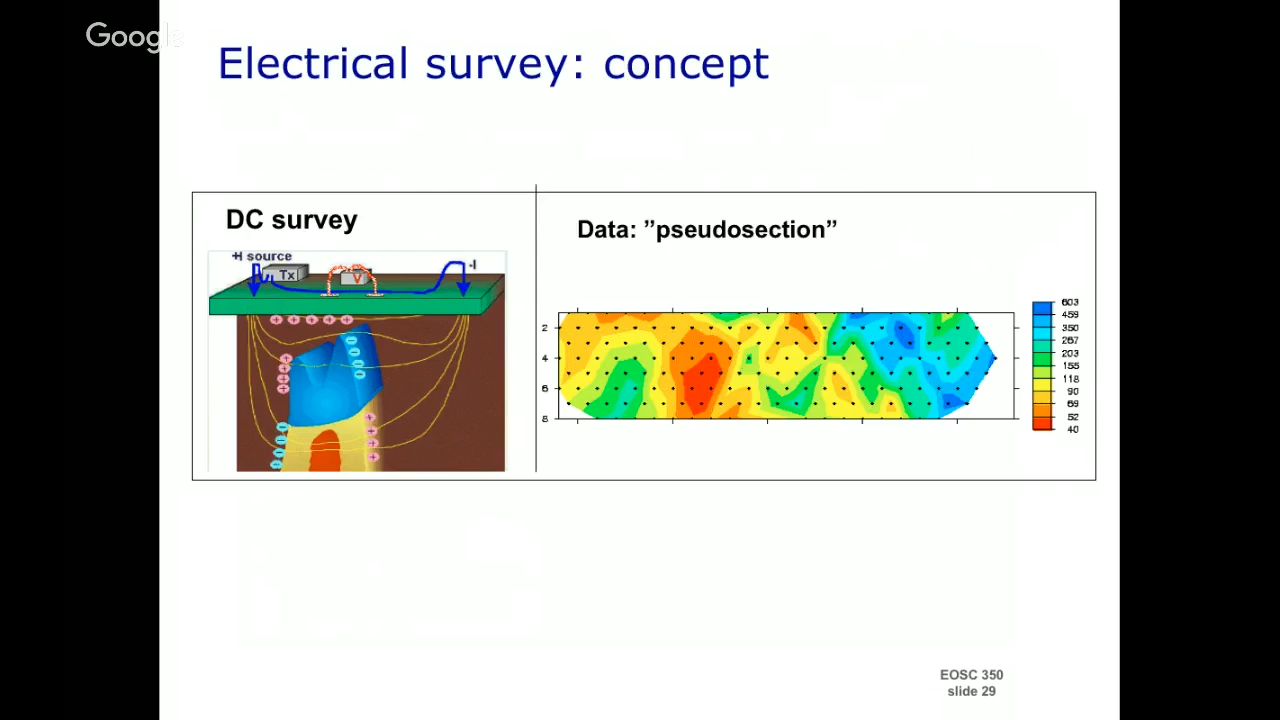 Google
Electrical survey: concept
DC survey
Data: ”pseudosection”
+I source
-I
Tx
V
603
459
350
267
203
155
118
90
69
52
40
2
4
6
8
EOSC 350
slide 29